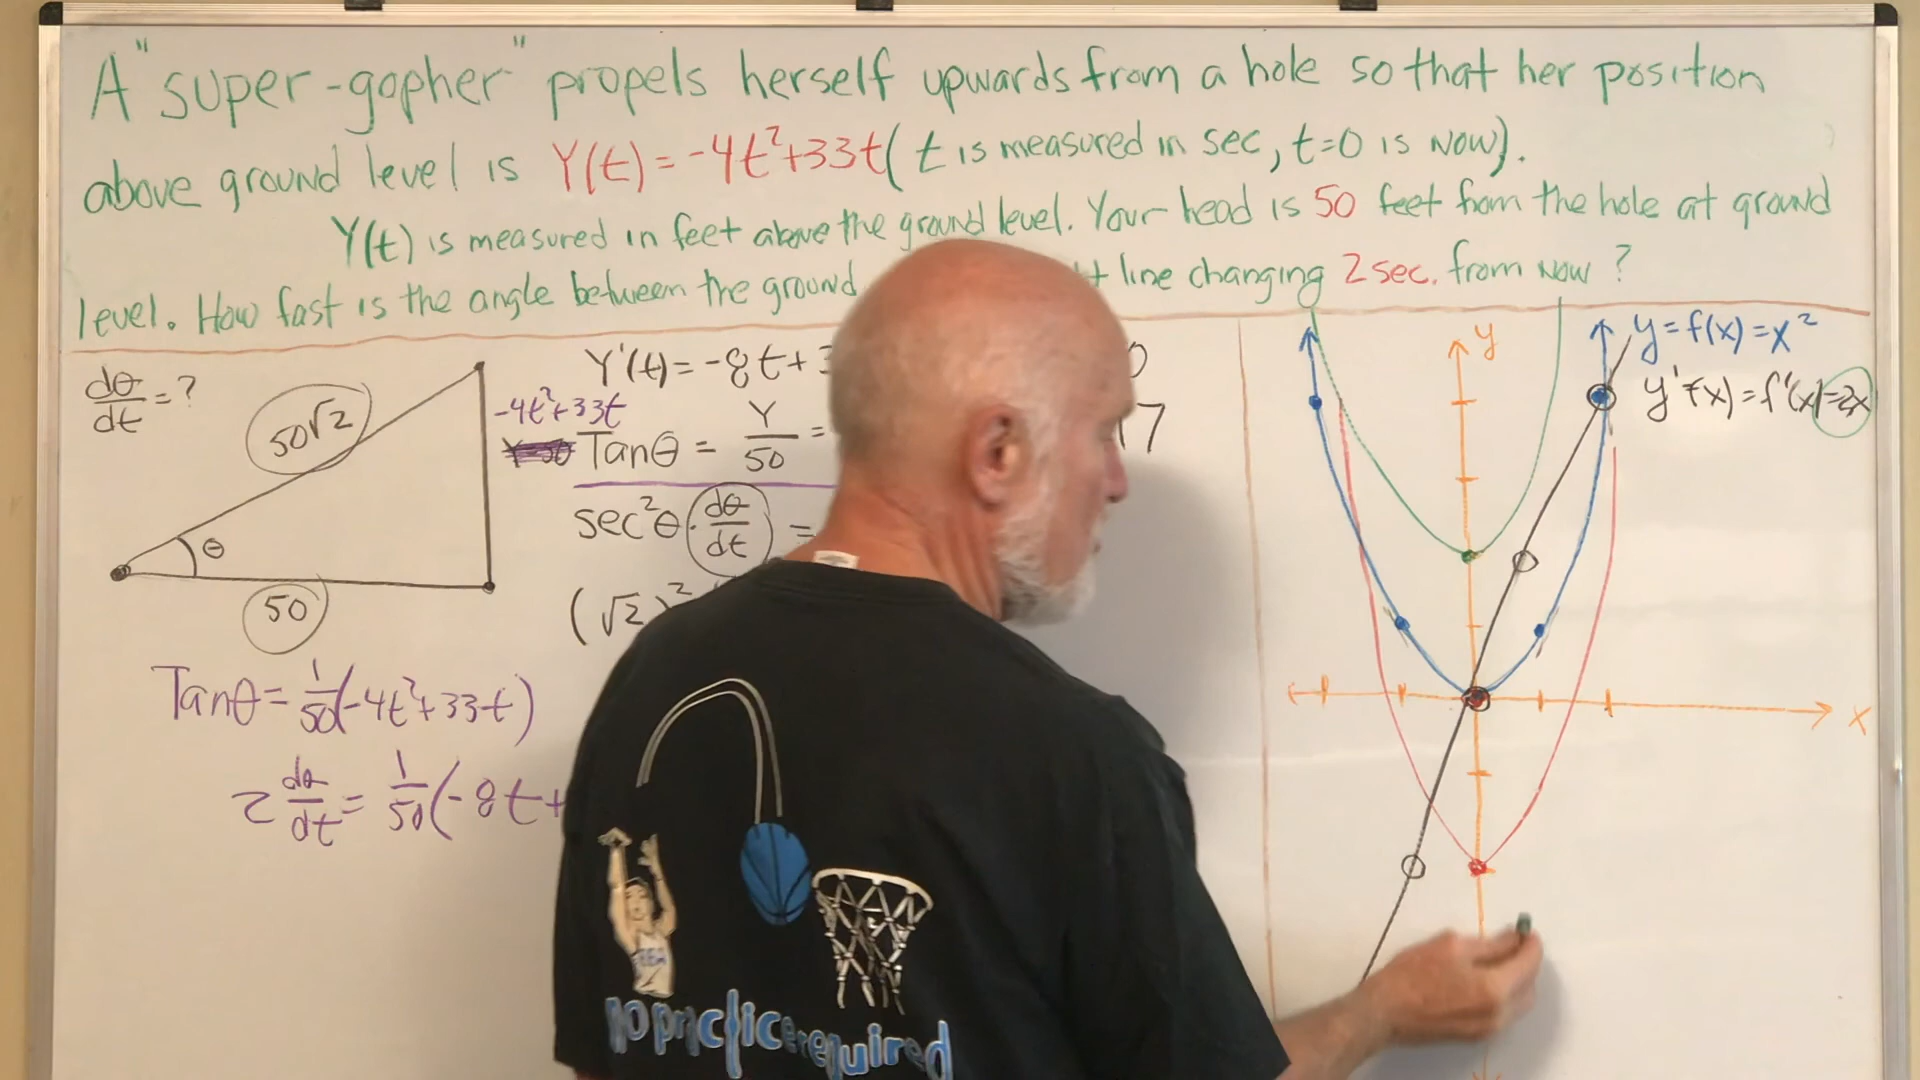 A "super-gopher" propels herself upwards from a hole so that her position
above ground level is Y(t) = -4t²+33t ( t is measured in sec, t=0 is now).
Y(t) is measured in feet above the ground level. Your head is 50 feet from the hole at ground
level. How fast is the angle between the ground line changing 2 sec. from now ?
dθ/dt = ?
50√2
θ
50
-4t²+33t
Y'(t) = -8t+3
Tanθ = Y/50 =
sec²θ · dθ/dt =
(√2)²
7
Tanθ = 1/50(-4t²+33t)
2 dθ/dt = 1/50(-8t+
y
x
y = f(x) = x²
y'(x) = f'(x) = 2x
no practice required